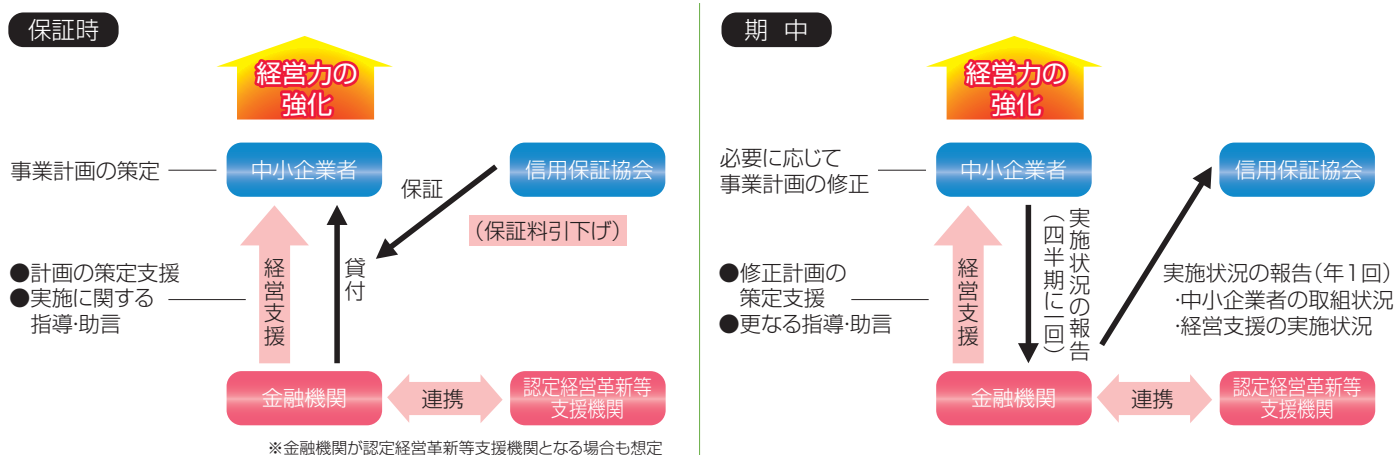 保証時
経営力の
強化
事業計画の策定
中小企業者
信用保証協会
保証
(保証料引下げ)
●計画の策定支援
●実施に関する
指導・助言
経営支援
貸付
金融機関
連携
認定経営革新等
支援機関
※金融機関が認定経営革新等支援機関となる場合も想定
期 中
経営力の
強化
必要に応じて
事業計画の修正
中小企業者
信用保証協会
●修正計画の
策定支援
●更なる指導・助言
経営支援
実施状況の報告
(四半期に一回)
実施状況の報告(年1回)
・中小企業者の取組状況
・経営支援の実施状況
金融機関
連携
認定経営革新等
支援機関